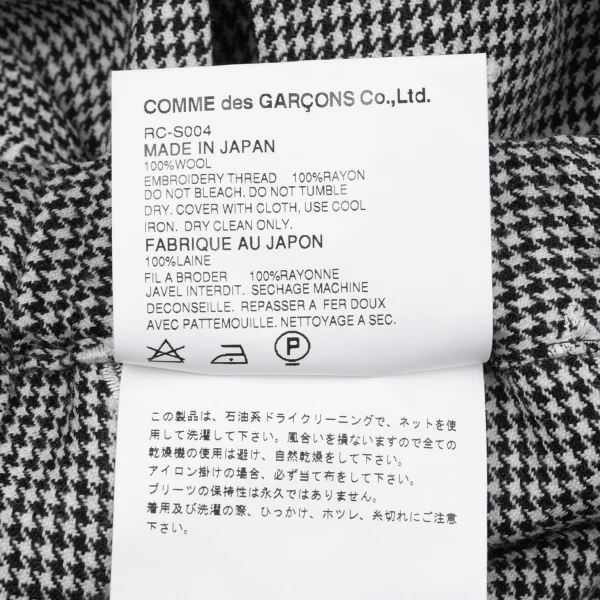 COMME des GARÇONS Co.,Ltd.
RC-S004
MADE IN JAPAN
100%WOOL
EMBROIDERY THREAD 100%RAYON
DO NOT BLEACH. DO NOT TUMBLE
DRY. COVER WITH CLOTH, USE COOL
IRON. DRY CLEAN ONLY.
FABRIQUE AU JAPON
100%LAINE
FIL A BRODER 100%RAYONNE
JAVEL INTERDIT. SECHAGE MACHINE
DECONSEILLE. REPASSER A FER DOUX
AVEC PATTEMOUILLE. NETTOYAGE A SEC.
P
この製品は、石油系ドライクリーニングで、ネットを使
用して洗濯して下さい。風合いを損ないますので全ての
乾燥機の使用は避け、自然乾燥をして下さい。
アイロン掛けの場合、必ず当て布をして下さい。
プリーツの保持性は永久ではありません。
着用及び洗濯の際、ひっかけ、ホツレ、糸切れにご注意
下さい。